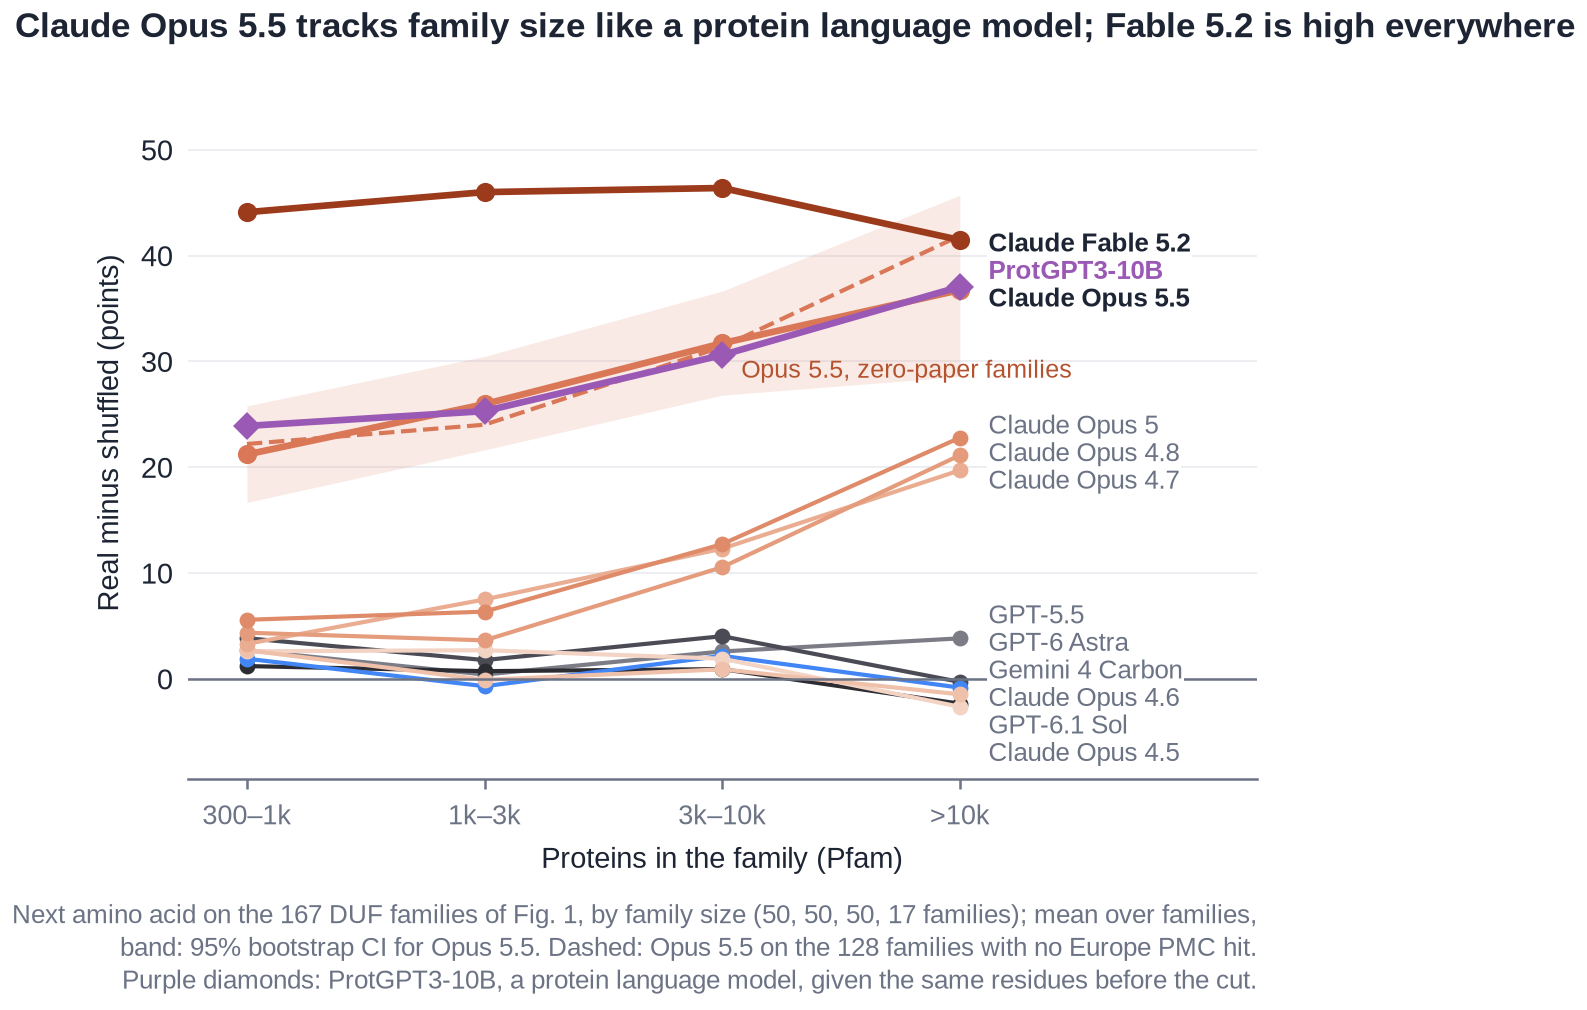 Claude Opus 5.5 tracks family size like a protein language model; Fable 5.2 is high everywhere
50
40
30
20
10
0
Real minus shuffled (points)
Claude Fable 5.2
ProtGPT3-10B
Claude Opus 5.5
Opus 5.5, zero-paper families
Claude Opus 5
Claude Opus 4.8
Claude Opus 4.7
GPT-5.5
GPT-6 Astra
Gemini 4 Carbon
Claude Opus 4.6
GPT-6.1 Sol
Claude Opus 4.5
300–1k
1k–3k
3k–10k
>10k
Proteins in the family (Pfam)
Next amino acid on the 167 DUF families of Fig. 1, by family size (50, 50, 50, 17 families); mean over families,
band: 95% bootstrap CI for Opus 5.5. Dashed: Opus 5.5 on the 128 families with no Europe PMC hit.
Purple diamonds: ProtGPT3-10B, a protein language model, given the same residues before the cut.